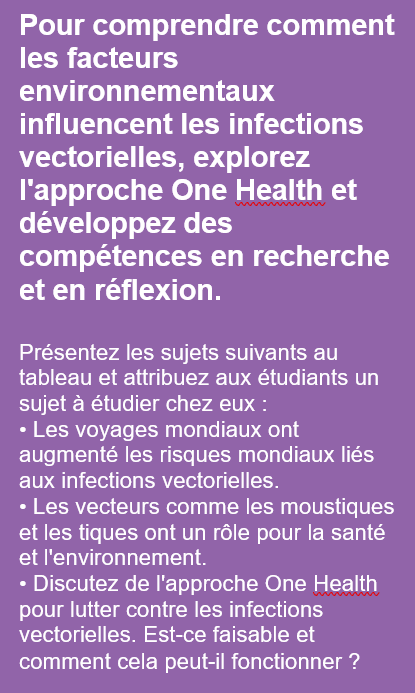 Pour comprendre comment
les facteurs
environnementaux
influencent les infections
vectorielles, explorez
l'approche One Health et
développez des
compétences en recherche
et en réflexion.
Présentez les sujets suivants au
tableau et attribuez aux étudiants un
sujet à étudier chez eux :
• Les voyages mondiaux ont
augmenté les risques mondiaux liés
aux infections vectorielles.
• Les vecteurs comme les moustiques
et les tiques ont un rôle pour la santé
et l'environnement.
• Discutez de l'approche One Health
pour lutter contre les infections
vectorielles. Est-ce faisable et
comment cela peut-il fonctionner ?